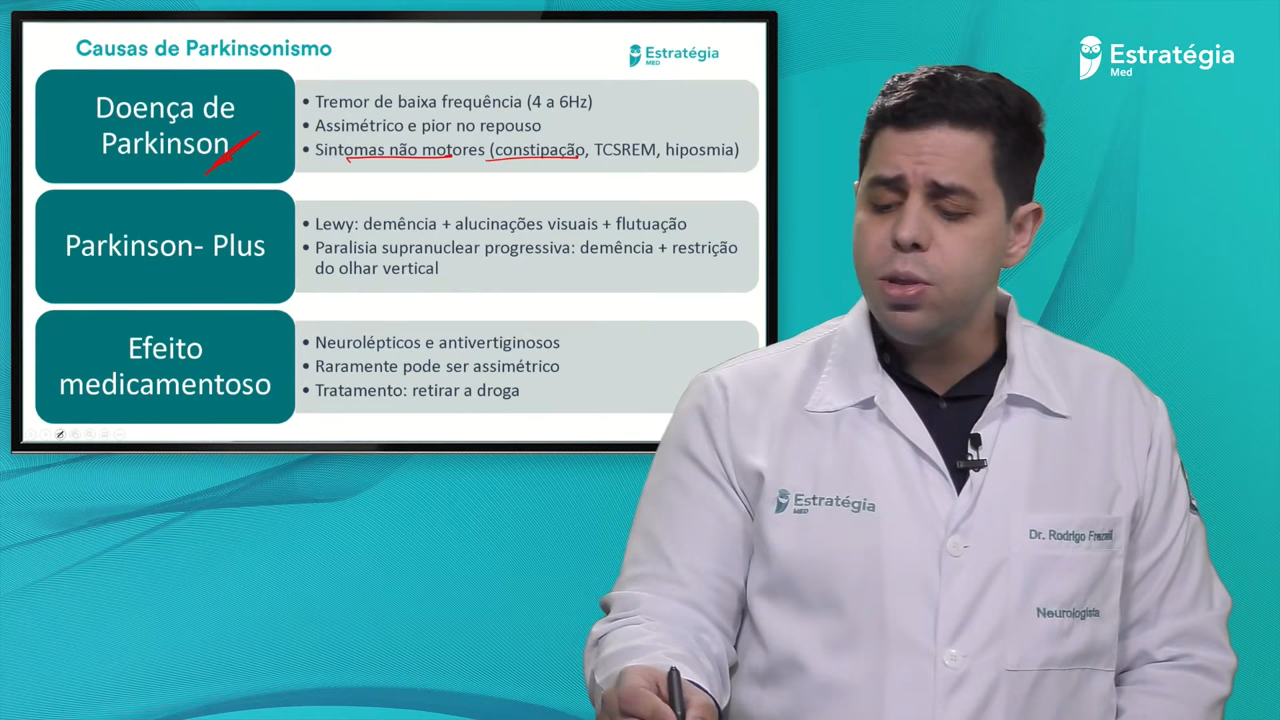 Causas de Parkinsonismo
Estratégia
MED
Doença de
Parkinson
• Tremor de baixa frequência (4 a 6Hz)
• Assimétrico e pior no repouso
• Sintomas não motores (constipação, TCSREM, hiposmia)
Parkinson- Plus
• Lewy: demência + alucinações visuais + flutuação
• Paralisia supranuclear progressiva: demência + restrição
do olhar vertical
Efeito
medicamentoso
• Neurolépticos e antivertiginosos
• Raramente pode ser assimétrico
• Tratamento: retirar a droga
Estratégia
Med
Estratégia
MED
Dr. Rodrigo
Neurologista